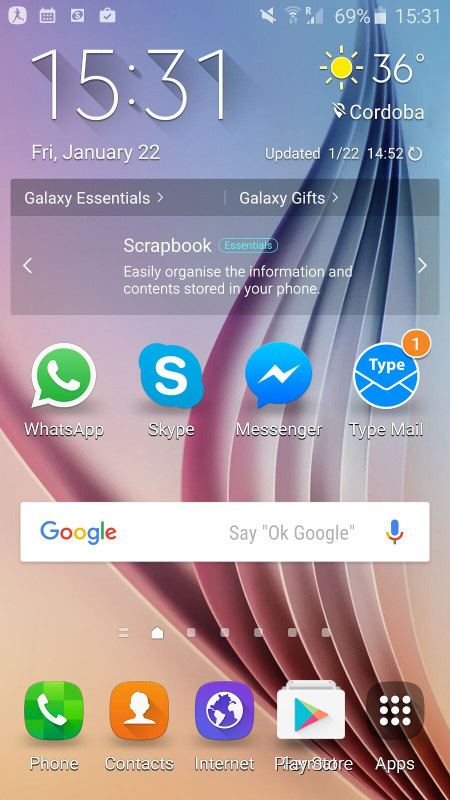 R 69% 15:31
15:31
36°
Cordoba
Fri, January 22
Updated 1/22 14:52
Galaxy Essentials >
Galaxy Gifts >
Scrapbook Essentials
Easily organise the information and
contents stored in your phone.
1
S
Type
WhatsApp Skype Messenger Type Mail
Google Say "Ok Google"
Phone Contacts Internet Play Store Apps